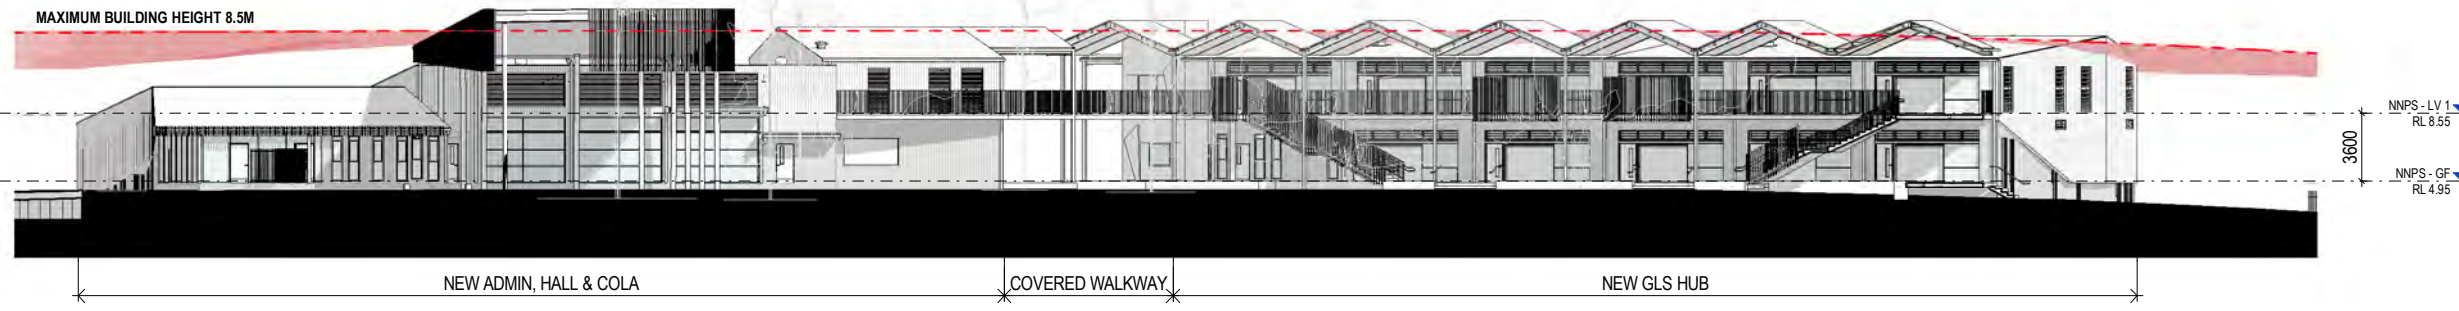 MAXIMUM BUILDING HEIGHT 8.5M
NNPS - LV 1
RL 8.55
3600
NNPS - GF
RL 4.95
NEW ADMIN, HALL & COLA
COVERED WALKWAY
NEW GLS HUB